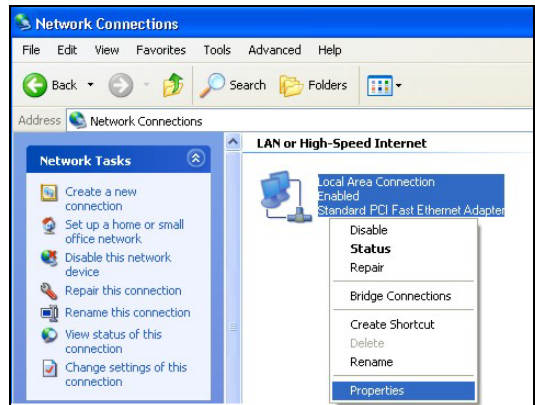 Network Connections
File Edit View Favorites Tools Advanced Help
Back Search Folders
Address Network Connections
Network Tasks
Create a new
connection
Set up a home or small
office network
Disable this network
device
Repair this connection
Rename this connection
View status of this
connection
Change settings of this
connection
LAN or High-Speed Internet
Local Area Connection
Enabled
Standard PCI Fast Ethernet Adapter
Disable
Status
Repair
Bridge Connections
Create Shortcut
Delete
Rename
Properties